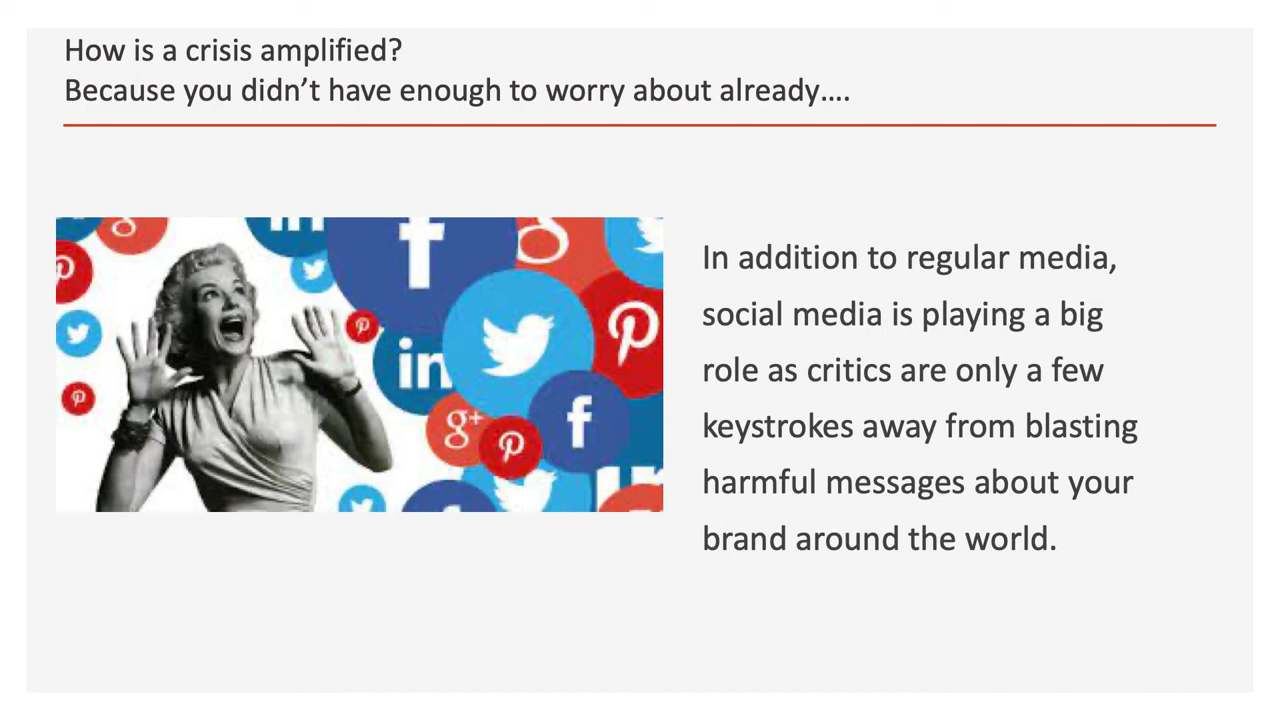 How is a crisis amplified?
Because you didn’t have enough to worry about already....
In addition to regular media,
social media is playing a big
role as critics are only a few
keystrokes away from blasting
harmful messages about your
brand around the world.